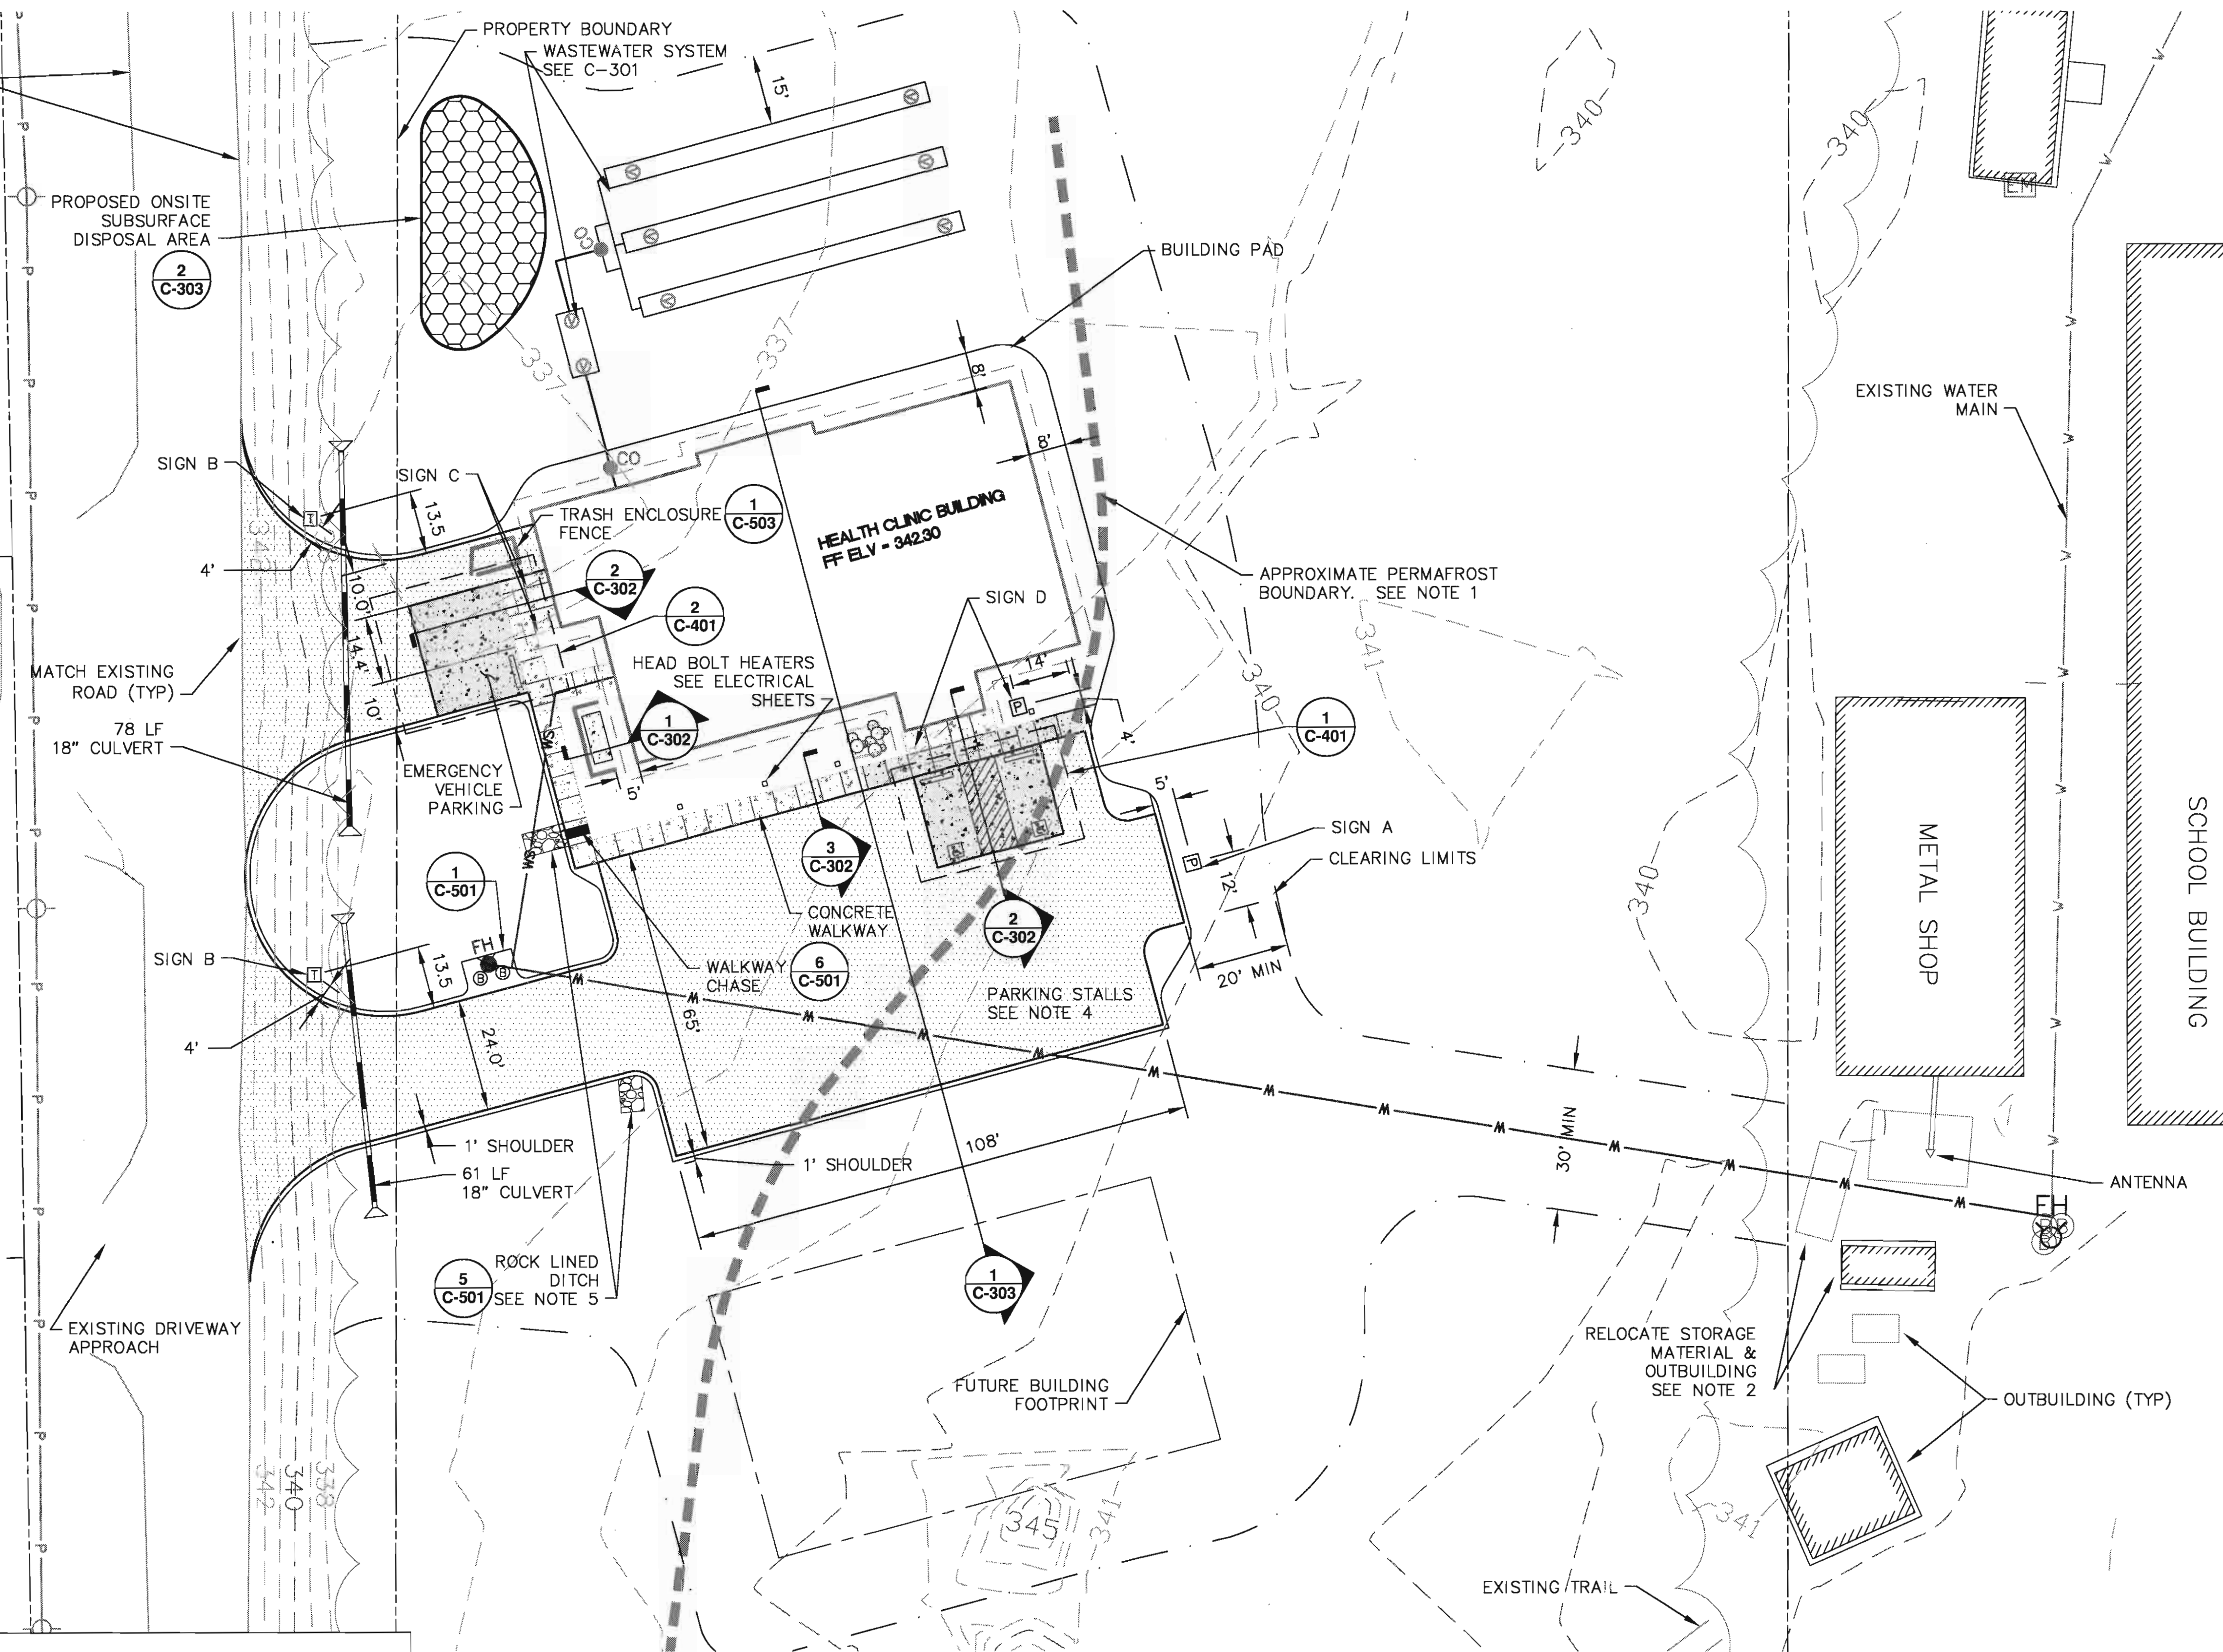 PROPERTY BOUNDARY
WASTEWATER SYSTEM
SEE C-301
15'
340
340
EM
PROPOSED ONSITE
SUBSURFACE
DISPOSAL AREA
2
C-303
CO
BUILDING PAD
337
337
8'
8'
EXISTING WATER
MAIN
SIGN B
SIGN C
CO
13.5
TRASH ENCLOSURE
FENCE
1
C-503
HEALTH CLINIC BUILDING
FF ELV = 342.30
342
4'
10.0'
2
C-302
APPROXIMATE PERMAFROST
BOUNDARY. SEE NOTE 1
SIGN D
2
C-401
14.4'
341
HEAD BOLT HEATERS
SEE ELECTRICAL
SHEETS
14'
340
MATCH EXISTING
ROAD (TYP)
10'
P
1
C-302
1
C-401
78 LF
18" CULVERT
SM
4'
EMERGENCY
VEHICLE
PARKING
5'
5'
SIGN A
P
3
C-302
SM
CLEARING LIMITS
12'
340
METAL SHOP
SCHOOL BUILDING
1
C-501
CONCRETE
WALKWAY
2
C-302
FH
B
B
SIGN B
T
13.5
WALKWAY
CHASE
6
C-501
20' MIN
PARKING STALLS
SEE NOTE 4
65'
4'
24.0'
30' MIN
1' SHOULDER
1' SHOULDER
108'
61 LF
18" CULVERT
ANTENNA
FH
5
C-501
ROCK LINED
DITCH
SEE NOTE 5
1
C-303
EXISTING DRIVEWAY
APPROACH
RELOCATE STORAGE
MATERIAL &
OUTBUILDING
SEE NOTE 2
FUTURE BUILDING
FOOTPRINT
OUTBUILDING (TYP)
342
340
338
345
341
341
EXISTING TRAIL